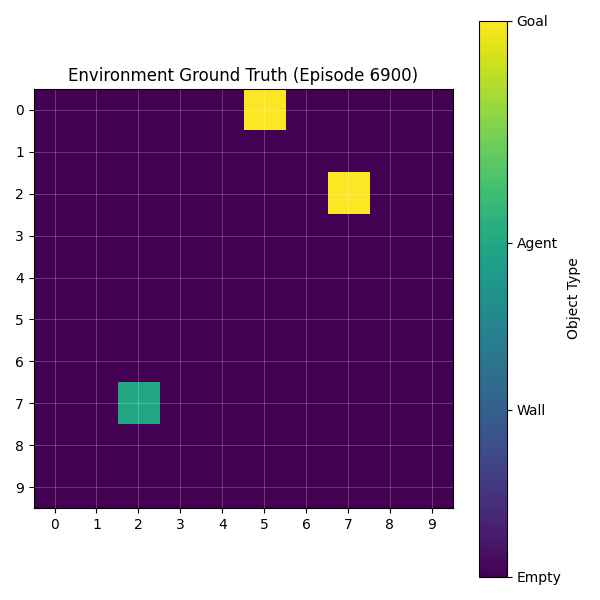 Environment Ground Truth (Episode 6900)
0
1
2
3
4
5
6
7
8
9
0 1 2 3 4 5 6 7 8 9
Goal
Agent
Wall
Empty
Object Type